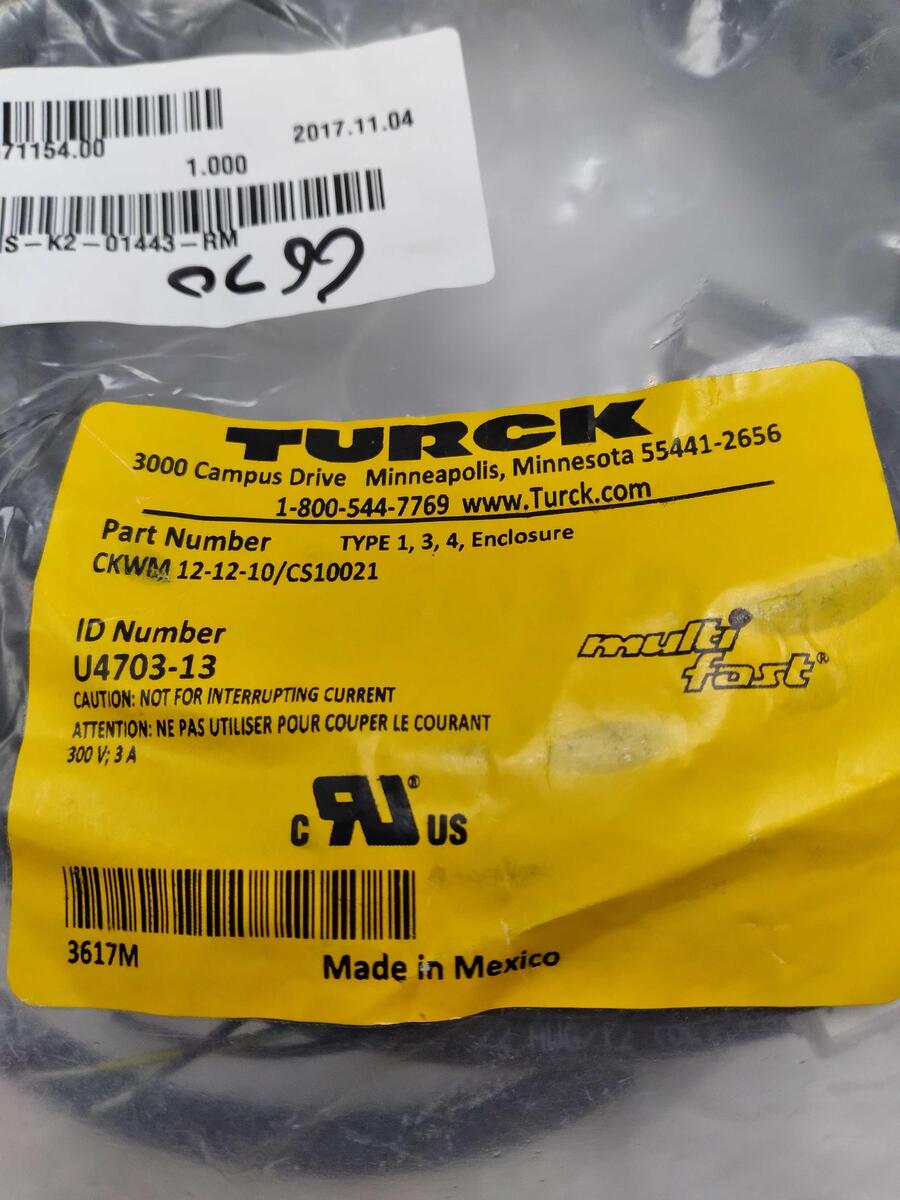 2017.11.04
71154.00
1.000
S-K2-01443-RM
TURCK
3000 Campus Drive Minneapolis, Minnesota 55441-2656
1-800-544-7769 www.Turck.com
Part Number TYPE 1, 3, 4, Enclosure
CKWM 12-12-10/CS10021
ID Number
U4703-13
multi fast®
CAUTION: NOT FOR INTERRUPTING CURRENT
ATTENTION: NE PAS UTILISER POUR COUPER LE COURANT
300 V; 3 A
C RU® US
3617M
Made in Mexico